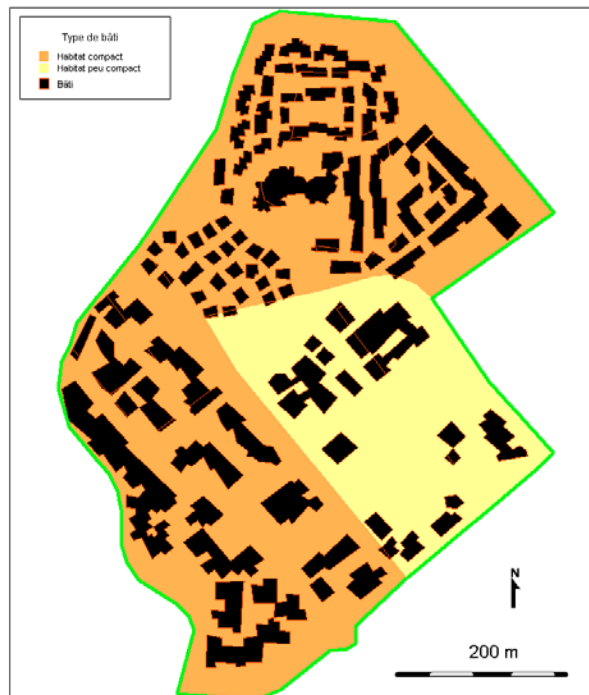 Type de bâti
Habitat compact
Habitat peu compact
Bâti
N
200 m